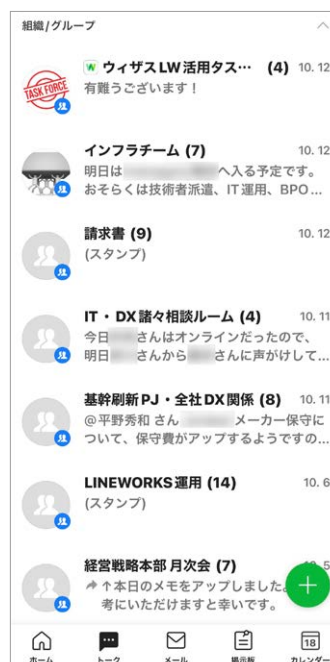 組織/グループ
TASK FORCE
ウィザスLW活用タス… (4) 10. 12
有難うございます！
インフラチーム (7) 10. 12
明日は へ入る予定です。
おそらくは技術者派遣、IT運用、BPO…
請求書 (9) 10. 12
(スタンプ)
IT・DX諸々相談ルーム (4) 10. 11
今日 さんはオンラインだったので、
明日 さんから さんに声がけして…
基幹刷新PJ・全社DX関係 (8) 10. 11
@平野秀和 さん メーカー保守に
ついて、保守費がアップするようですの…
LINEWORKS運用 (14) 10. 6
(スタンプ)
経営戦略本部 月次会 (7) 5
↑本日のメモをアップしました。
考にいただけますと幸いです。
ホーム トーク メール 掲示板 18 カレンダー